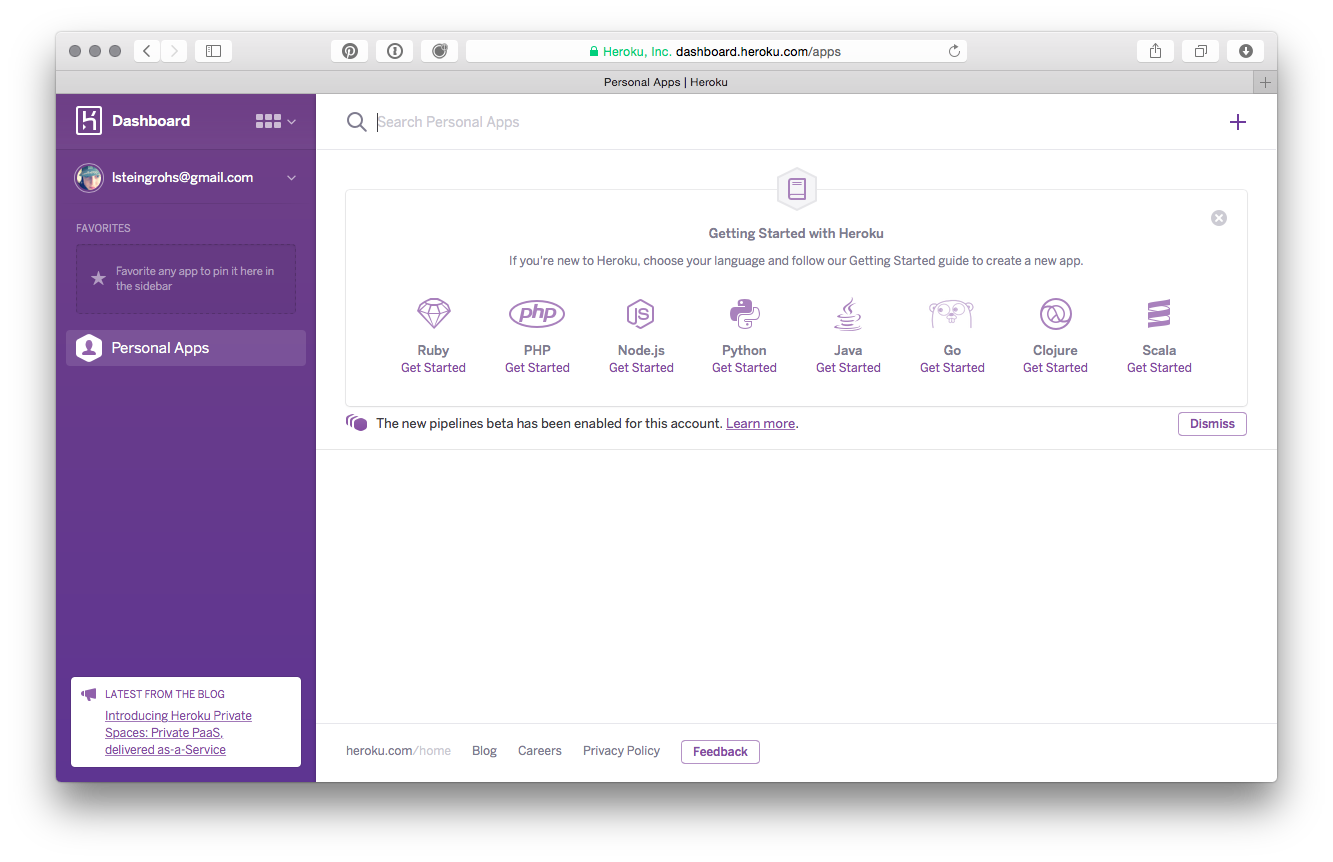 Heroku, Inc. dashboard.heroku.com/apps
Personal Apps | Heroku
Dashboard
lsteingrohs@gmail.com
FAVORITES
Favorite any app to pin it here in
the sidebar
Personal Apps
LATEST FROM THE BLOG
Introducing Heroku Private
Spaces: Private PaaS,
delivered as-a-Service
Search Personal Apps
Getting Started with Heroku
If you're new to Heroku, choose your language and follow our Getting Started guide to create a new app.
php
JS
Ruby PHP Node.js Python Java Go Clojure Scala
Get Started Get Started Get Started Get Started Get Started Get Started Get Started Get Started
The new pipelines beta has been enabled for this account. Learn more. Dismiss
heroku.com/home Blog Careers Privacy Policy Feedback